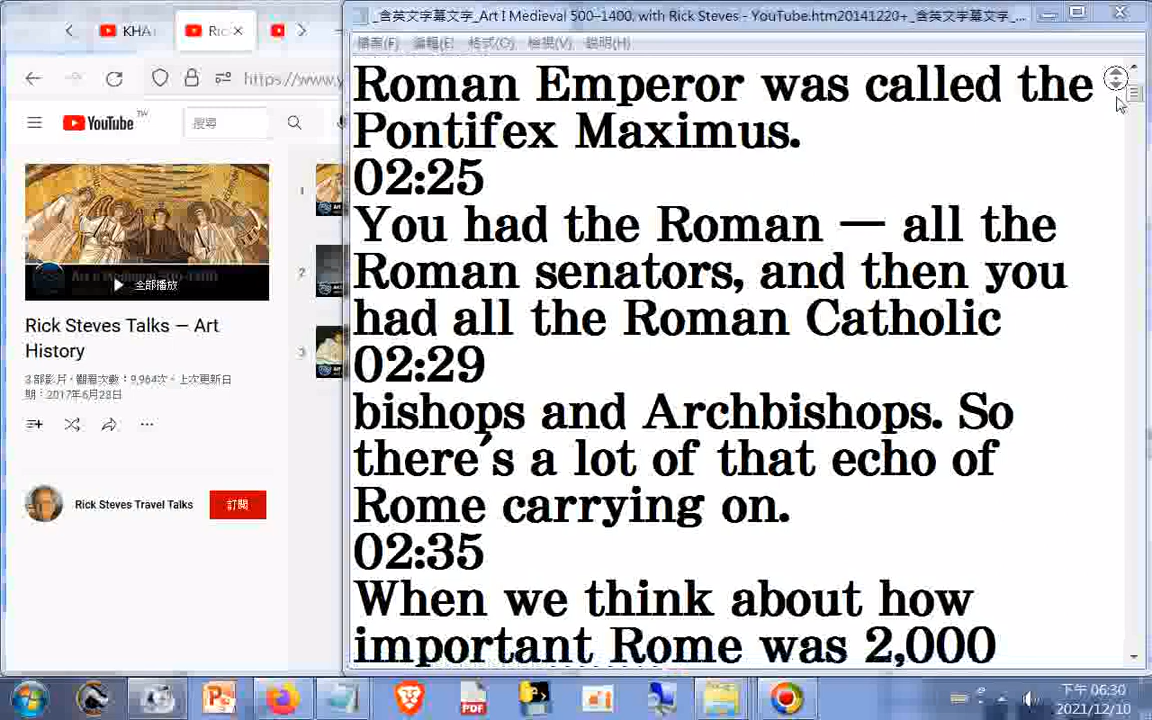 KHA
Ric
https://www.y
YouTube
TW
搜尋
全部播放
Rick Steves Talks — Art
History
3 部影片・觀看次數：9,964次・上次更新日
期：2017年6月28日
Rick Steves Travel Talks
訂閱
1
2
3
_含英文字幕文字_Art I Medieval 500–1400, with Rick Steves - YouTube.htm20141220+_含英文字幕文字_...
檔案(F) 編輯(E) 格式(O) 檢視(V) 說明(H)
Roman Emperor was called the
Pontifex Maximus.
02:25
You had the Roman — all the
Roman senators, and then you
had all the Roman Catholic
02:29
bishops and Archbishops. So
there's a lot of that echo of
Rome carrying on.
02:35
When we think about how
important Rome was 2,000
PDF
下午 06:30
2021/12/10